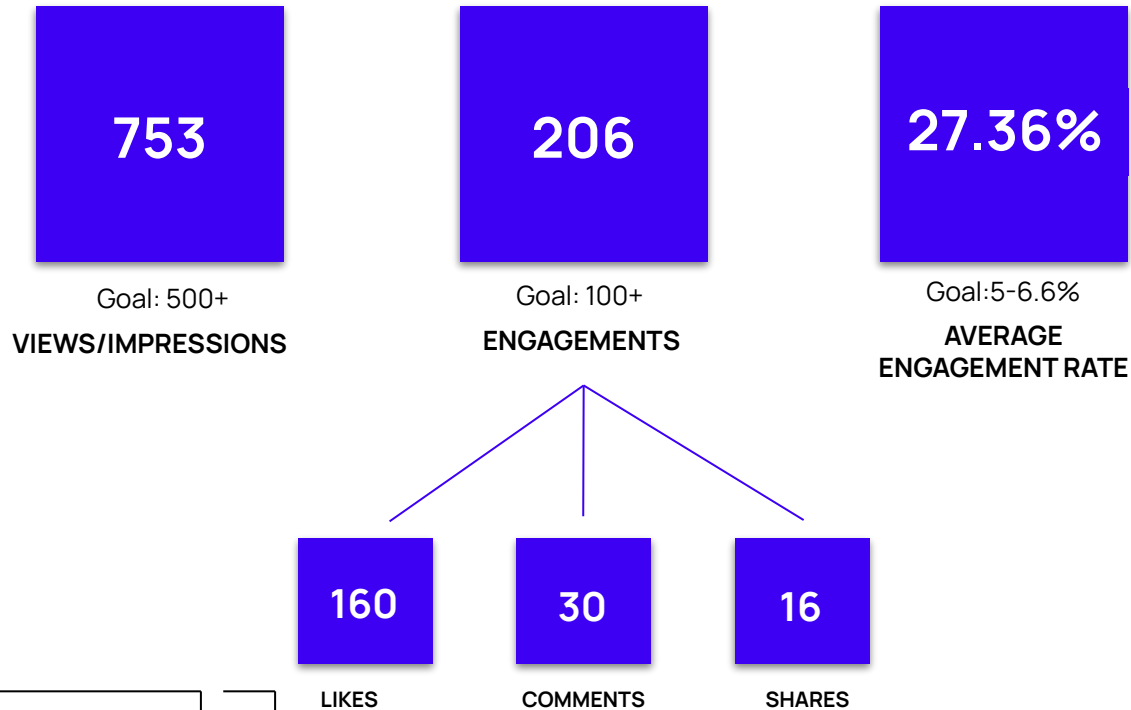 753
206
27.36%
Goal: 500+
Goal: 100+
Goal:5-6.6%
VIEWS/IMPRESSIONS
ENGAGEMENTS
AVERAGE
ENGAGEMENT RATE
160
30
16
LIKES
COMMENTS
SHARES